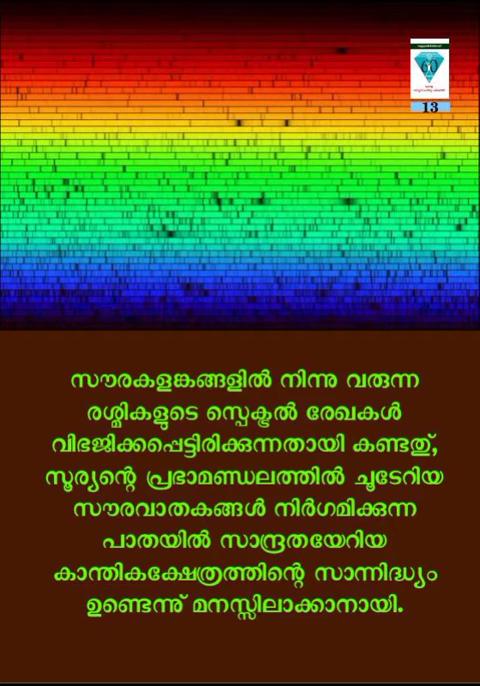 60
13
സൗരകളങ്കങ്ങളിൽ നിന്നു വരുന്ന
രശ്മികളുടെ സ്പെക്ട്രൽ രേഖകൾ
വിഭജിക്കപ്പെട്ടിരിക്കുന്നതായി കണ്ടതു്,
സൂര്യന്റെ പ്രഭാമണ്ഡലത്തിൽ ചൂടേറിയ
സൗരവാതകങ്ങൾ നിർഗമിക്കുന്ന
പാതയിൽ സാന്ദ്രതയേറിയ
കാന്തികക്ഷേത്രത്തിന്റെ സാന്നിദ്ധ്യം
ഉണ്ടെന്നു് മനസ്സിലാക്കാനായി.